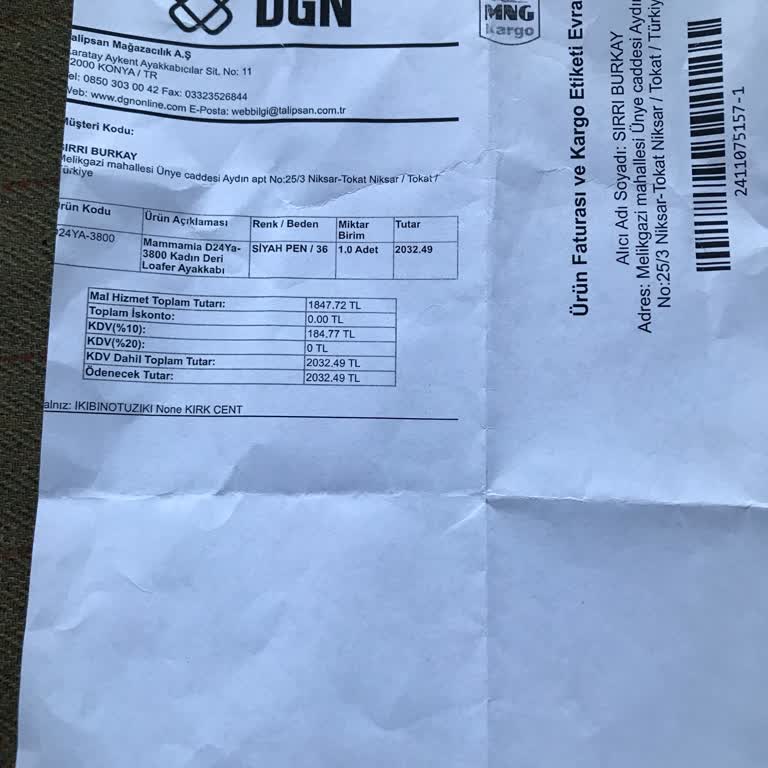 DGN
alipsan Mağazacılık A.Ş
aratay Aykent Ayakkabıcılar Sit. No: 11
2000 KONYA / TR
el: 0850 303 00 42 Fax: 03323526844
Veb: www.dgnonline.com E-Posta: webbilgi@talipsan.com.tr
Müşteri Kodu:
SIRRI BURKAY
Melikgazi mahallesi Ünye caddesi Aydın apt No:25/3 Niksar-Tokat Niksar / Tokat /
Türkiye
rün Kodu Ürün Açıklaması Renk / Beden Miktar Birim Tutar
D24YA-3800 Mammamia D24Ya-3800 Kadın Deri Loafer Ayakkabı SİYAH PEN / 36 1.0 Adet 2032.49
Mal Hizmet Toplam Tutarı: 1847.72 TL
Toplam İskonto: 0.00 TL
KDV(%10): 184.77 TL
KDV(%20): 0 TL
KDV Dahil Toplam Tutar: 2032.49 TL
Ödenecek Tutar: 2032.49 TL
alnız: IKIBINOTUZIKI None KIRK CENT
MNG
kargo
Ürün Faturası ve Kargo Etiketi Evra
Alıcı Adı Soyadı: SIRRI BURKAY
Adres: Melikgazi mahallesi Ünye caddesi Aydın
No:25/3 Niksar-Tokat Niksar / Tokat / Türkiy
2411075157-1